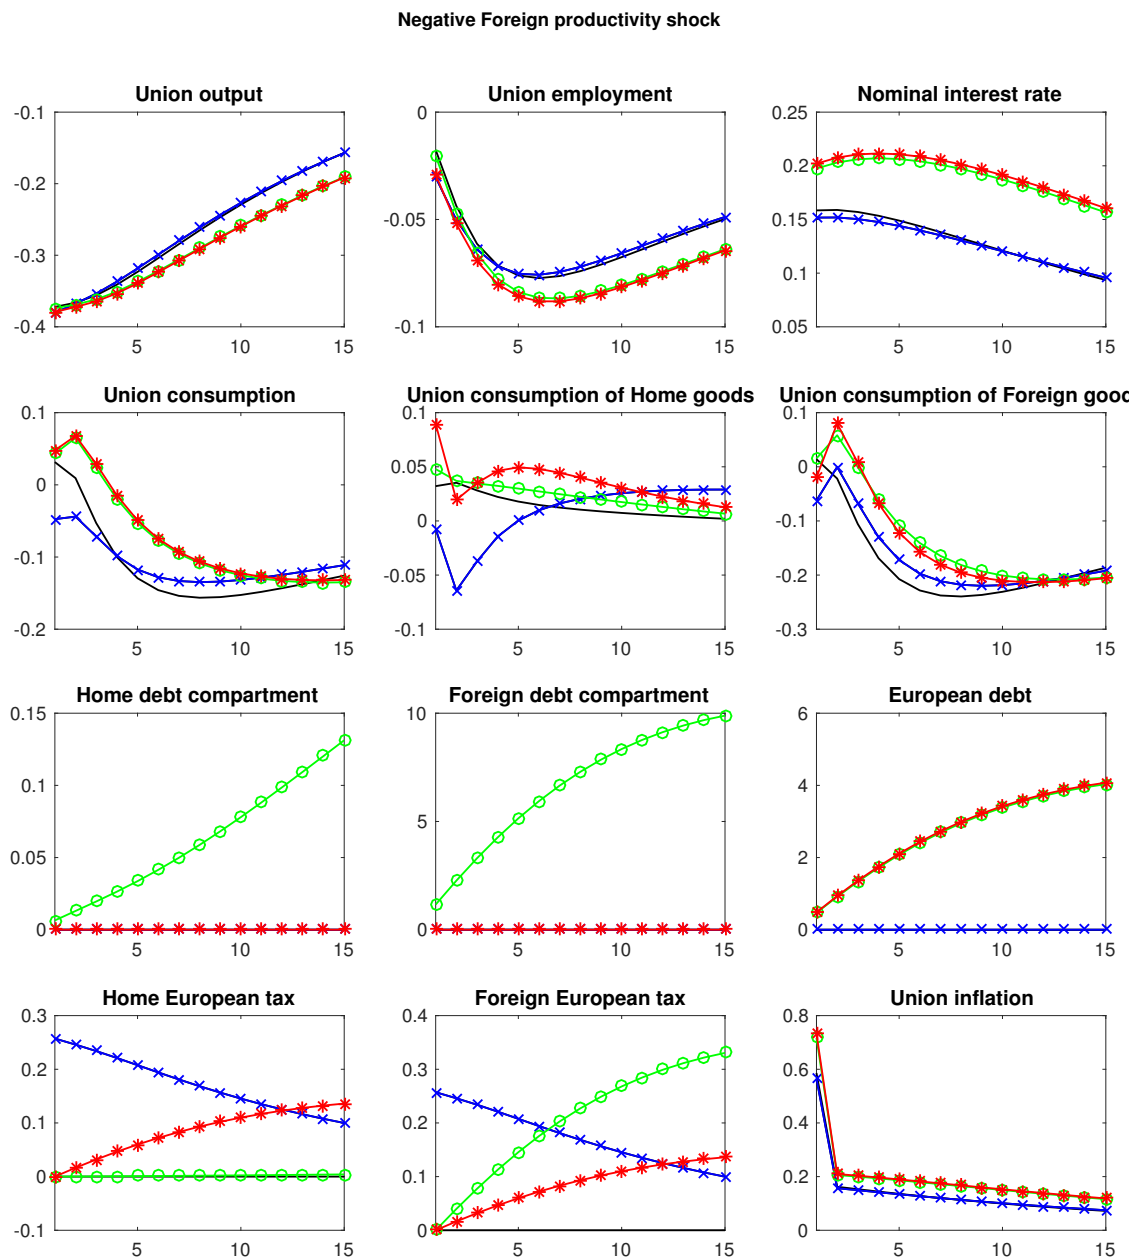 Negative Foreign productivity shock
Union output
Union employment
Nominal interest rate
-0.1
-0.2
-0.3
-0.4
5 10 15
0
-0.05
-0.1
5 10 15
0.25
0.2
0.15
0.1
0.05
5 10 15
Union consumption
Union consumption of Home goods
Union consumption of Foreign good
0.1
0
-0.1
-0.2
5 10 15
0.1
0.05
0
-0.05
-0.1
5 10 15
0.1
0
-0.1
-0.2
-0.3
5 10 15
Home debt compartment
Foreign debt compartment
European debt
0.15
0.1
0.05
0
5 10 15
10
5
0
5 10 15
6
4
2
0
5 10 15
Home European tax
Foreign European tax
Union inflation
0.3
0.2
0.1
0
-0.1
5 10 15
0.4
0.3
0.2
0.1
0
5 10 15
0.8
0.6
0.4
0.2
0
5 10 15